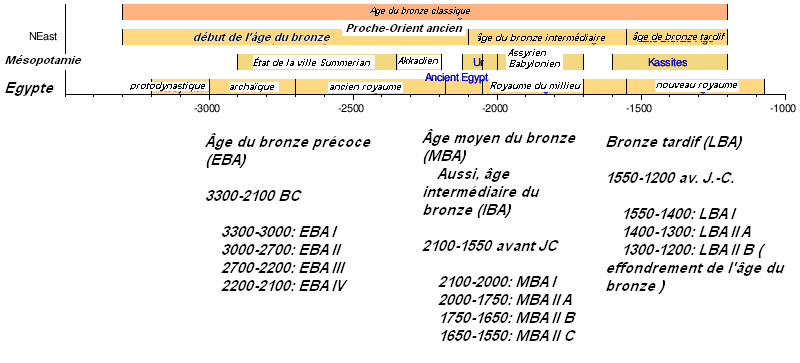 Age du bronze classique
Proche-Orient ancien
NEast début de l'âge du bronze âge du bronze intermédiaire âge de bronze tardif
Mésopotamie État de la ville Summerian Akkadien Ur Assyrien Babylonien Kassites
Ancient Egypt
Egypte protodynastique archaïque ancien royaume Royaume du millieu nouveau royaume
-3000 -2500 -2000 -1500 -1000
Âge du bronze précoce
(EBA)
3300-2100 BC
3300-3000: EBA I
3000-2700: EBA II
2700-2200: EBA III
2200-2100: EBA IV
Âge moyen du bronze
(MBA)
Aussi, âge
intermédiaire du
bronze (IBA)
2100-1550 avant JC
2100-2000: MBA I
2000-1750: MBA II A
1750-1650: MBA II B
1650-1550: MBA II C
Bronze tardif (LBA)
1550-1200 av. J.-C.
1550-1400: LBA I
1400-1300: LBA II A
1300-1200: LBA II B (
effondrement de l'âge du
bronze )